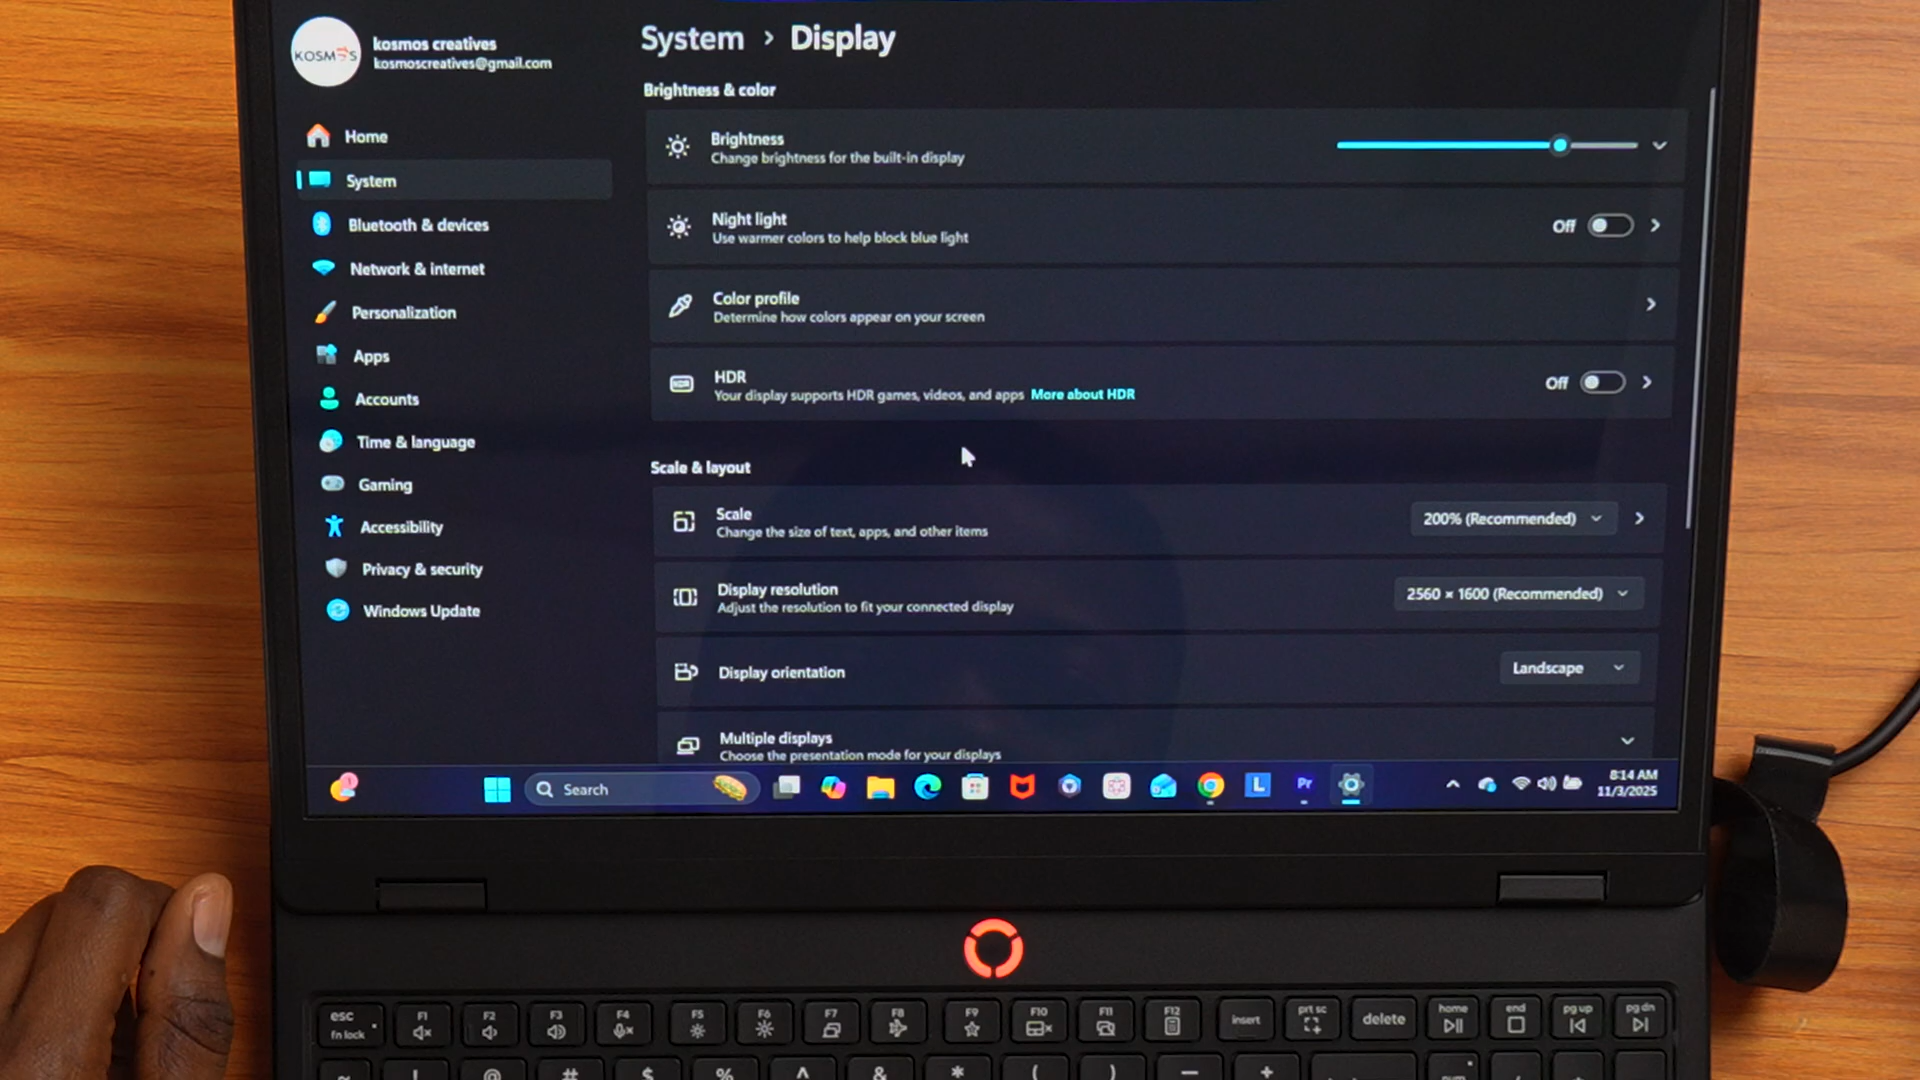 KOSMOS
kosmos creatives
kosmoscreatives@gmail.com
Home
System
Bluetooth & devices
Network & internet
Personalization
Apps
Accounts
Time & language
Gaming
Accessibility
Privacy & security
Windows Update
System > Display
Brightness & color
Brightness
Change brightness for the built-in display
Night light
Use warmer colors to help block blue light
Off
Color profile
Determine how colors appear on your screen
HDR
HDR
Your display supports HDR games, videos, and apps More about HDR
Off
Scale & layout
Scale
Change the size of text, apps, and other items
200% (Recommended)
Display resolution
Adjust the resolution to fit your connected display
2560 × 1600 (Recommended)
Display orientation
Landscape
Multiple displays
Choose the presentation mode for your displays
1
Search
L
Pr
8:14 AM
11/3/2025
esc
fn lock
F1
F2
F3
F4
F5
F6
F7
F8
F9
F10
F11
F12
insert
prt sc
delete
home
end
pg up
pg dn
~ ! @ # $ % ^ & * ( ) — +